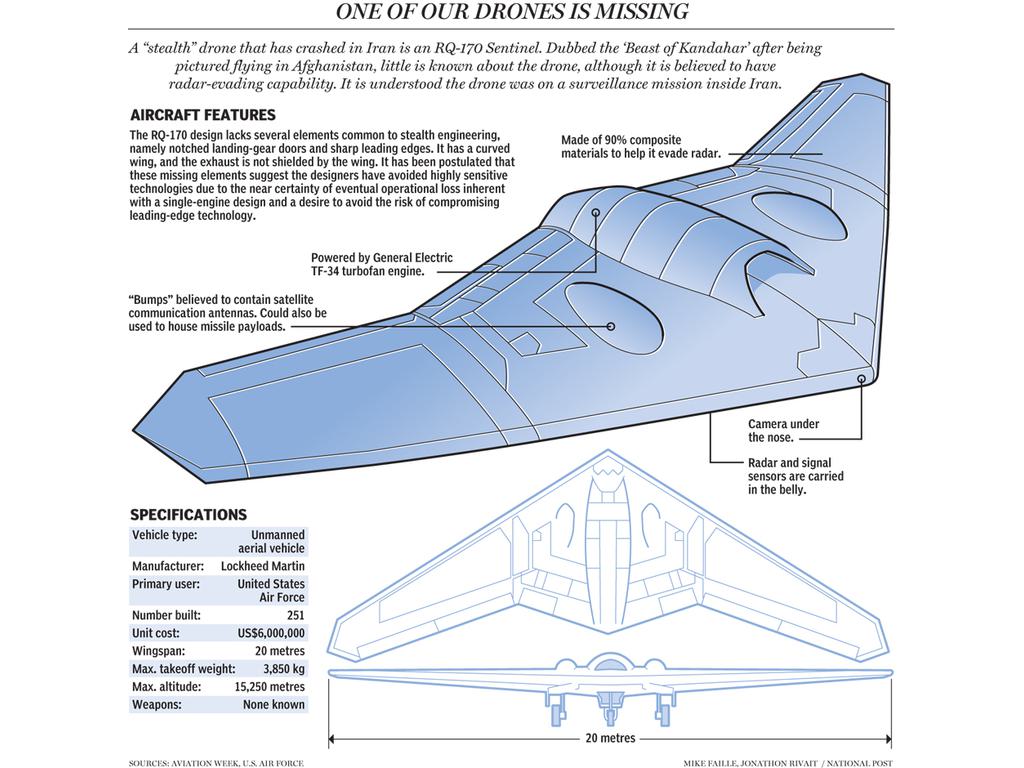 ONE OF OUR DRONES IS MISSING
A “stealth” drone that has crashed in Iran is an RQ-170 Sentinel. Dubbed the ‘Beast of Kandahar’ after being
pictured flying in Afghanistan, little is known about the drone, although it is believed to have
radar-evading capability. It is understood the drone was on a surveillance mission inside Iran.
AIRCRAFT FEATURES
The RQ-170 design lacks several elements common to stealth engineering,
namely notched landing-gear doors and sharp leading edges. It has a curved
wing, and the exhaust is not shielded by the wing. It has been postulated that
these missing elements suggest the designers have avoided highly sensitive
technologies due to the near certainty of eventual operational loss inherent
with a single-engine design and a desire to avoid the risk of compromising
leading-edge technology.
Made of 90% composite
materials to help it evade radar.
Powered by General Electric
TF-34 turbofan engine.
“Bumps” believed to contain satellite
communication antennas. Could also be
used to house missile payloads.
Camera under
the nose.
Radar and signal
sensors are carried
in the belly.
SPECIFICATIONS
Vehicle type: Unmanned
aerial vehicle
Manufacturer: Lockheed Martin
Primary user: United States
Air Force
Number built: 251
Unit cost: US$6,000,000
Wingspan: 20 metres
Max. takeoff weight: 3,850 kg
Max. altitude: 15,250 metres
Weapons: None known
20 metres
SOURCES: AVIATION WEEK, U.S. AIR FORCE
MIKE FAILLE, JONATHON RIVAIT / NATIONAL POST